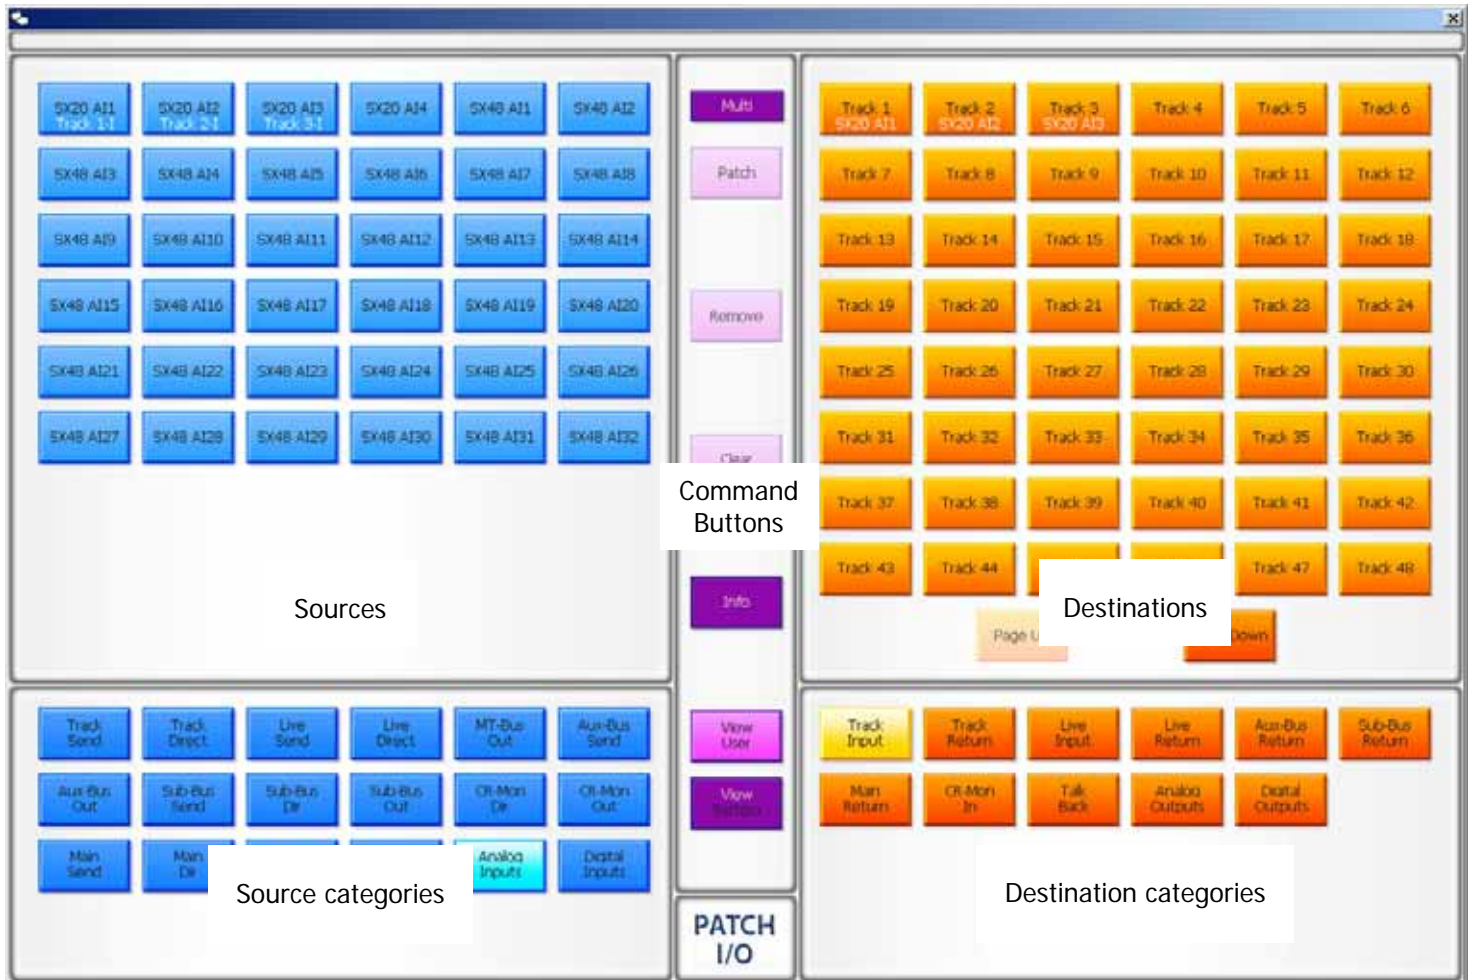 SX20 AI1
Track 1-I
SX20 AI2
Track 2-I
SX20 AI3
Track 3-I
SX20 AI4
SX48 AI1
SX48 AI2
SX48 AI3
SX48 AI4
SX48 AI5
SX48 AI6
SX48 AI7
SX48 AI8
SX48 AI9
SX48 AI10
SX48 AI11
SX48 AI12
SX48 AI13
SX48 AI14
SX48 AI15
SX48 AI16
SX48 AI17
SX48 AI18
SX48 AI19
SX48 AI20
SX48 AI21
SX48 AI22
SX48 AI23
SX48 AI24
SX48 AI25
SX48 AI26
SX48 AI27
SX48 AI28
SX48 AI29
SX48 AI30
SX48 AI31
SX48 AI32
Sources
Track
Send
Track
Direct
Live
Send
Live
Direct
MT-Bus
Out
Aux-Bus
Send
Aux-Bus
Out
Sub-Bus
Send
Sub-Bus
Dir
Sub-Bus
Out
CR-Mon
Dir
CR-Mon
Out
Main
Send
Main
Dir
Analog
Inputs
Digital
Inputs
Source categories
Multi
Patch
Remove
Clear
Command
Buttons
Info
View
User
View
PATCH
I/O
Track 1
SX20 AI1
Track 2
SX20 AI2
Track 3
SX20 AI3
Track 4
Track 5
Track 6
Track 7
Track 8
Track 9
Track 10
Track 11
Track 12
Track 13
Track 14
Track 15
Track 16
Track 17
Track 18
Track 19
Track 20
Track 21
Track 22
Track 23
Track 24
Track 25
Track 26
Track 27
Track 28
Track 29
Track 30
Track 31
Track 32
Track 33
Track 34
Track 35
Track 36
Track 37
Track 38
Track 39
Track 40
Track 41
Track 42
Track 43
Track 44
Track 47
Track 48
Destinations
Page U
Down
Track
Input
Track
Return
Live
Input
Live
Return
Aux-Bus
Return
Sub-Bus
Return
Main
Return
CR-Mon
In
Talk
Back
Analog
Outputs
Digital
Outputs
Destination categories